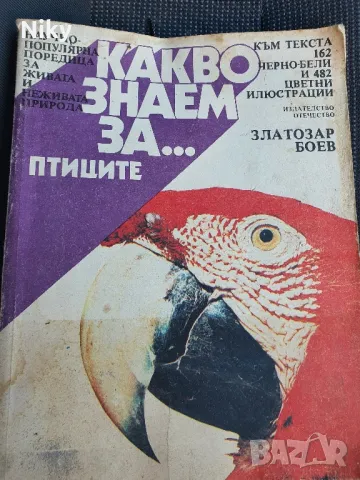 Niky
НАУЧНО-
ПОПУЛЯРНА
ПОРЕДИЦА
ЗА
ЖИВАТА
И
НЕЖИВАТА
ПРИРОДА
КАКВО
ЗНАЕМ
ЗА...
ПТИЦИТЕ
КЪМ ТЕКСТА
162
ЧЕРНО-БЕЛИ
И 482
ЦВЕТНИ
ИЛЮСТРАЦИИ
ИЗДАТЕЛСТВО
ОТЕЧЕСТВО
ЗЛАТОЗАР
БОЕВ
BAZAR